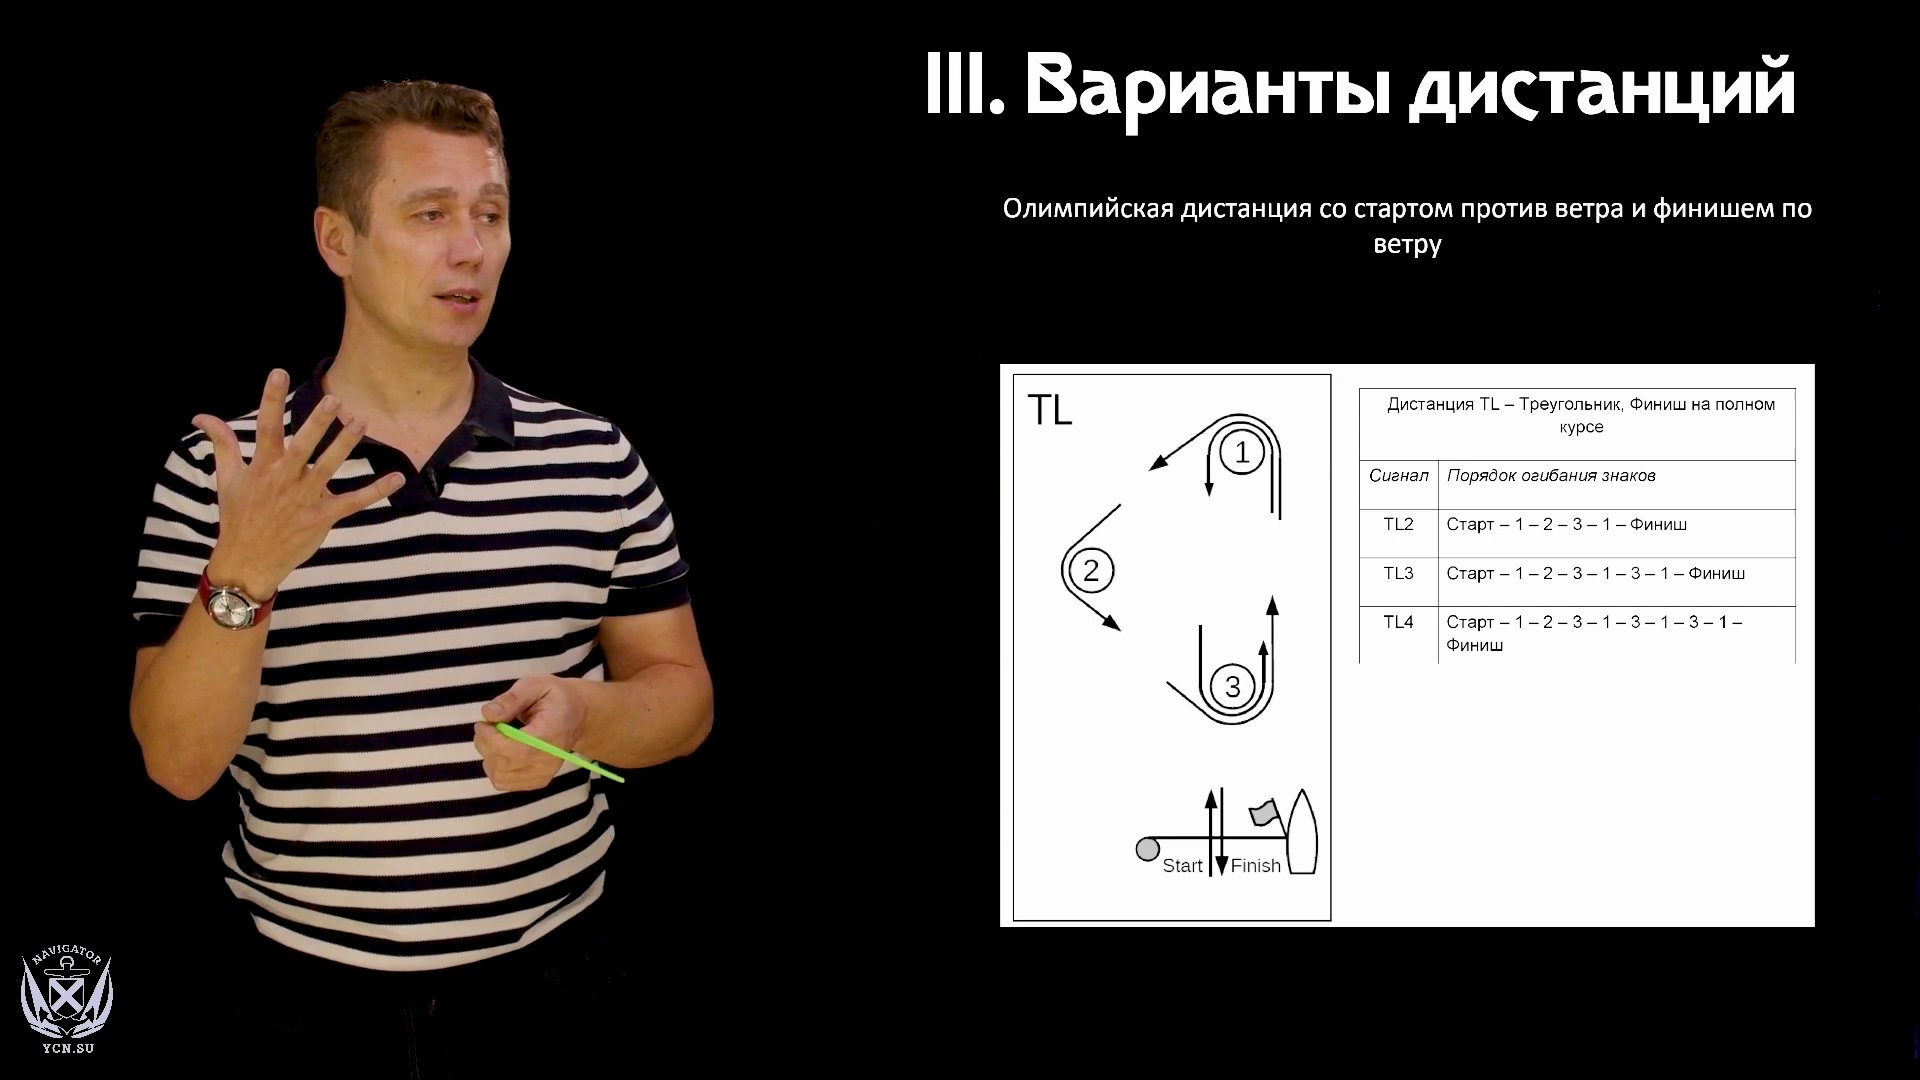 III. Варианты дистанций
Олимпийская дистанция со стартом против ветра и финишем по
ветру
TL
1
2
3
Start
Finish
Дистанция TL – Треугольник, Финиш на полном
курсе
Сигнал Порядок огибания знаков
TL2 Старт – 1 – 2 – 3 – 1 – Финиш
TL3 Старт – 1 – 2 – 3 – 1 – 3 – 1 – Финиш
TL4 Старт – 1 – 2 – 3 – 1 – 3 – 1 – 3 – 1 –
Финиш
NAVIGATOR
YCN.SU